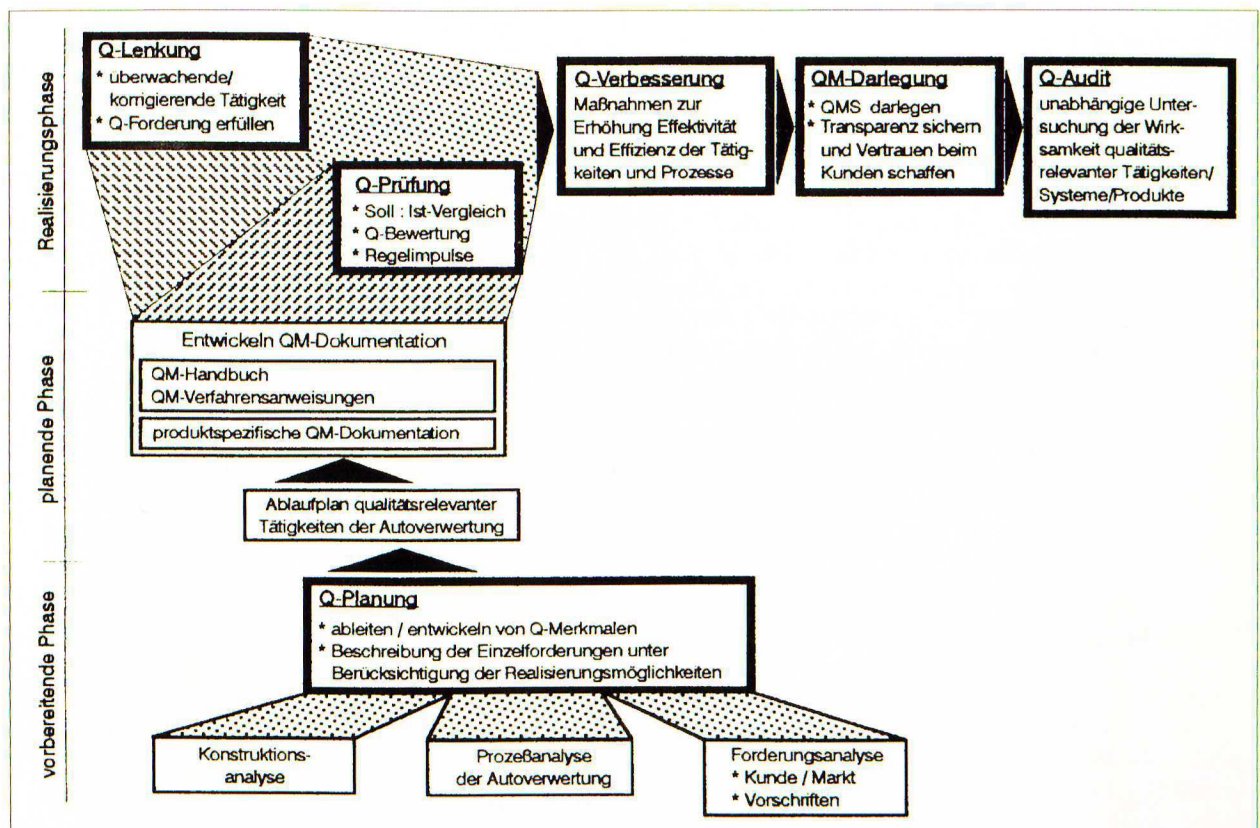 Realisierungsphase
Q-Lenkung
* überwachende/
korrigierende Tätigkeit
* Q-Forderung erfüllen
Q-Prüfung
* Soll : Ist-Vergleich
* Q-Bewertung
* Regelimpulse
Q-Verbesserung
Maßnahmen zur
Erhöhung Effektivität
und Effizienz der Tätig-
keiten und Prozesse
QM-Darlegung
* QMS darlegen
* Transparenz sichern
und Vertrauen beim
Kunden schaffen
Q-Audit
unabhängige Unter-
suchung der Wirk-
samkeit qualitäts-
relevanter Tätigkeiten/
Systeme/Produkte
planende Phase
Entwickeln QM-Dokumentation
QM-Handbuch
QM-Verfahrensanweisungen
produktspezifische QM-Dokumentation
Ablaufplan qualitätsrelevanter
Tätigkeiten der Autoverwertung
vorbereitende Phase
Q-Planung
* ableiten / entwickeln von Q-Merkmalen
* Beschreibung der Einzelforderungen unter
Berücksichtigung der Realisierungsmöglichkeiten
Konstruktions-
analyse
Prozeßanalyse
der Autoverwertung
Forderungsanalyse
* Kunde / Markt
* Vorschriften